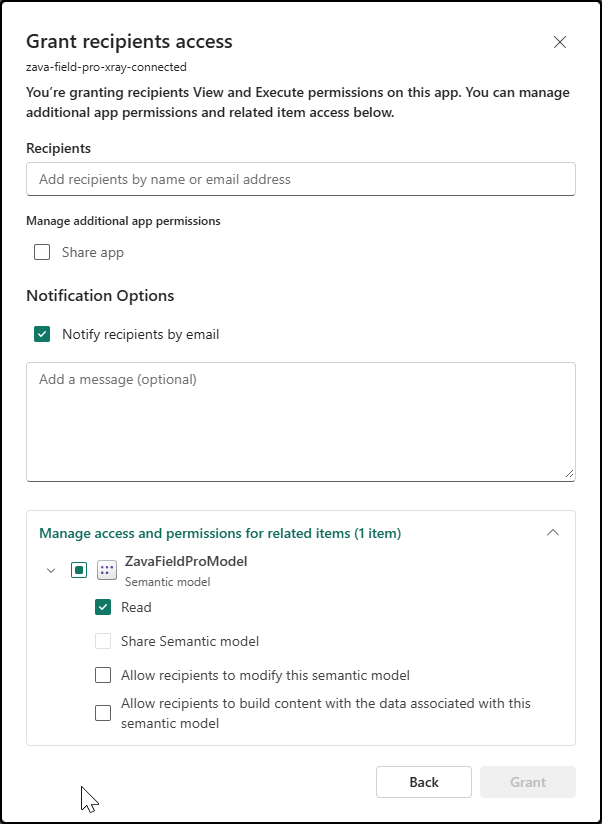 Grant recipients access
zava-field-pro-xray-connected
You’re granting recipients View and Execute permissions on this app. You can manage
additional app permissions and related item access below.
Recipients
Add recipients by name or email address
Manage additional app permissions
Share app
Notification Options
Notify recipients by email
Add a message (optional)
Manage access and permissions for related items (1 item)
ZavaFieldProModel
Semantic model
Read
Share Semantic model
Allow recipients to modify this semantic model
Allow recipients to build content with the data associated with this
semantic model
Back
Grant